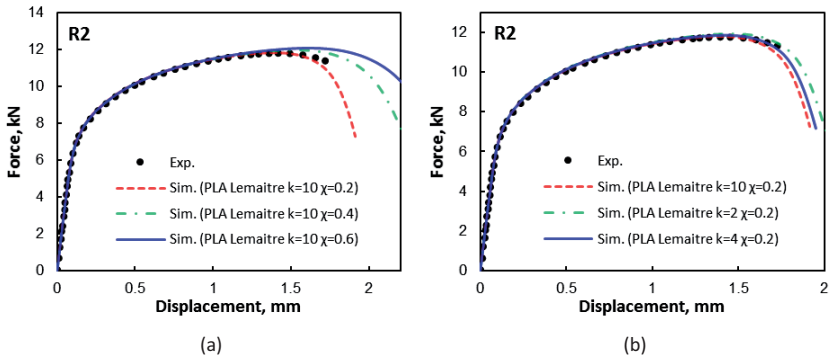 R2
14
12
10
8
6
4
2
0
Force, kN
Exp.
Sim. (PLA Lemaitre k=10 χ=0.2)
Sim. (PLA Lemaitre k=10 χ=0.4)
Sim. (PLA Lemaitre k=10 χ=0.6)
0 0.5 1 1.5 2
Displacement, mm
(a)
R2
12
10
8
6
4
2
0
Force, kN
Exp.
Sim. (PLA Lemaitre k=10 χ=0.2)
Sim. (PLA Lemaitre k=2 χ=0.2)
Sim. (PLA Lemaitre k=4 χ=0.2)
0 0.5 1 1.5 2
Displacement, mm
(b)